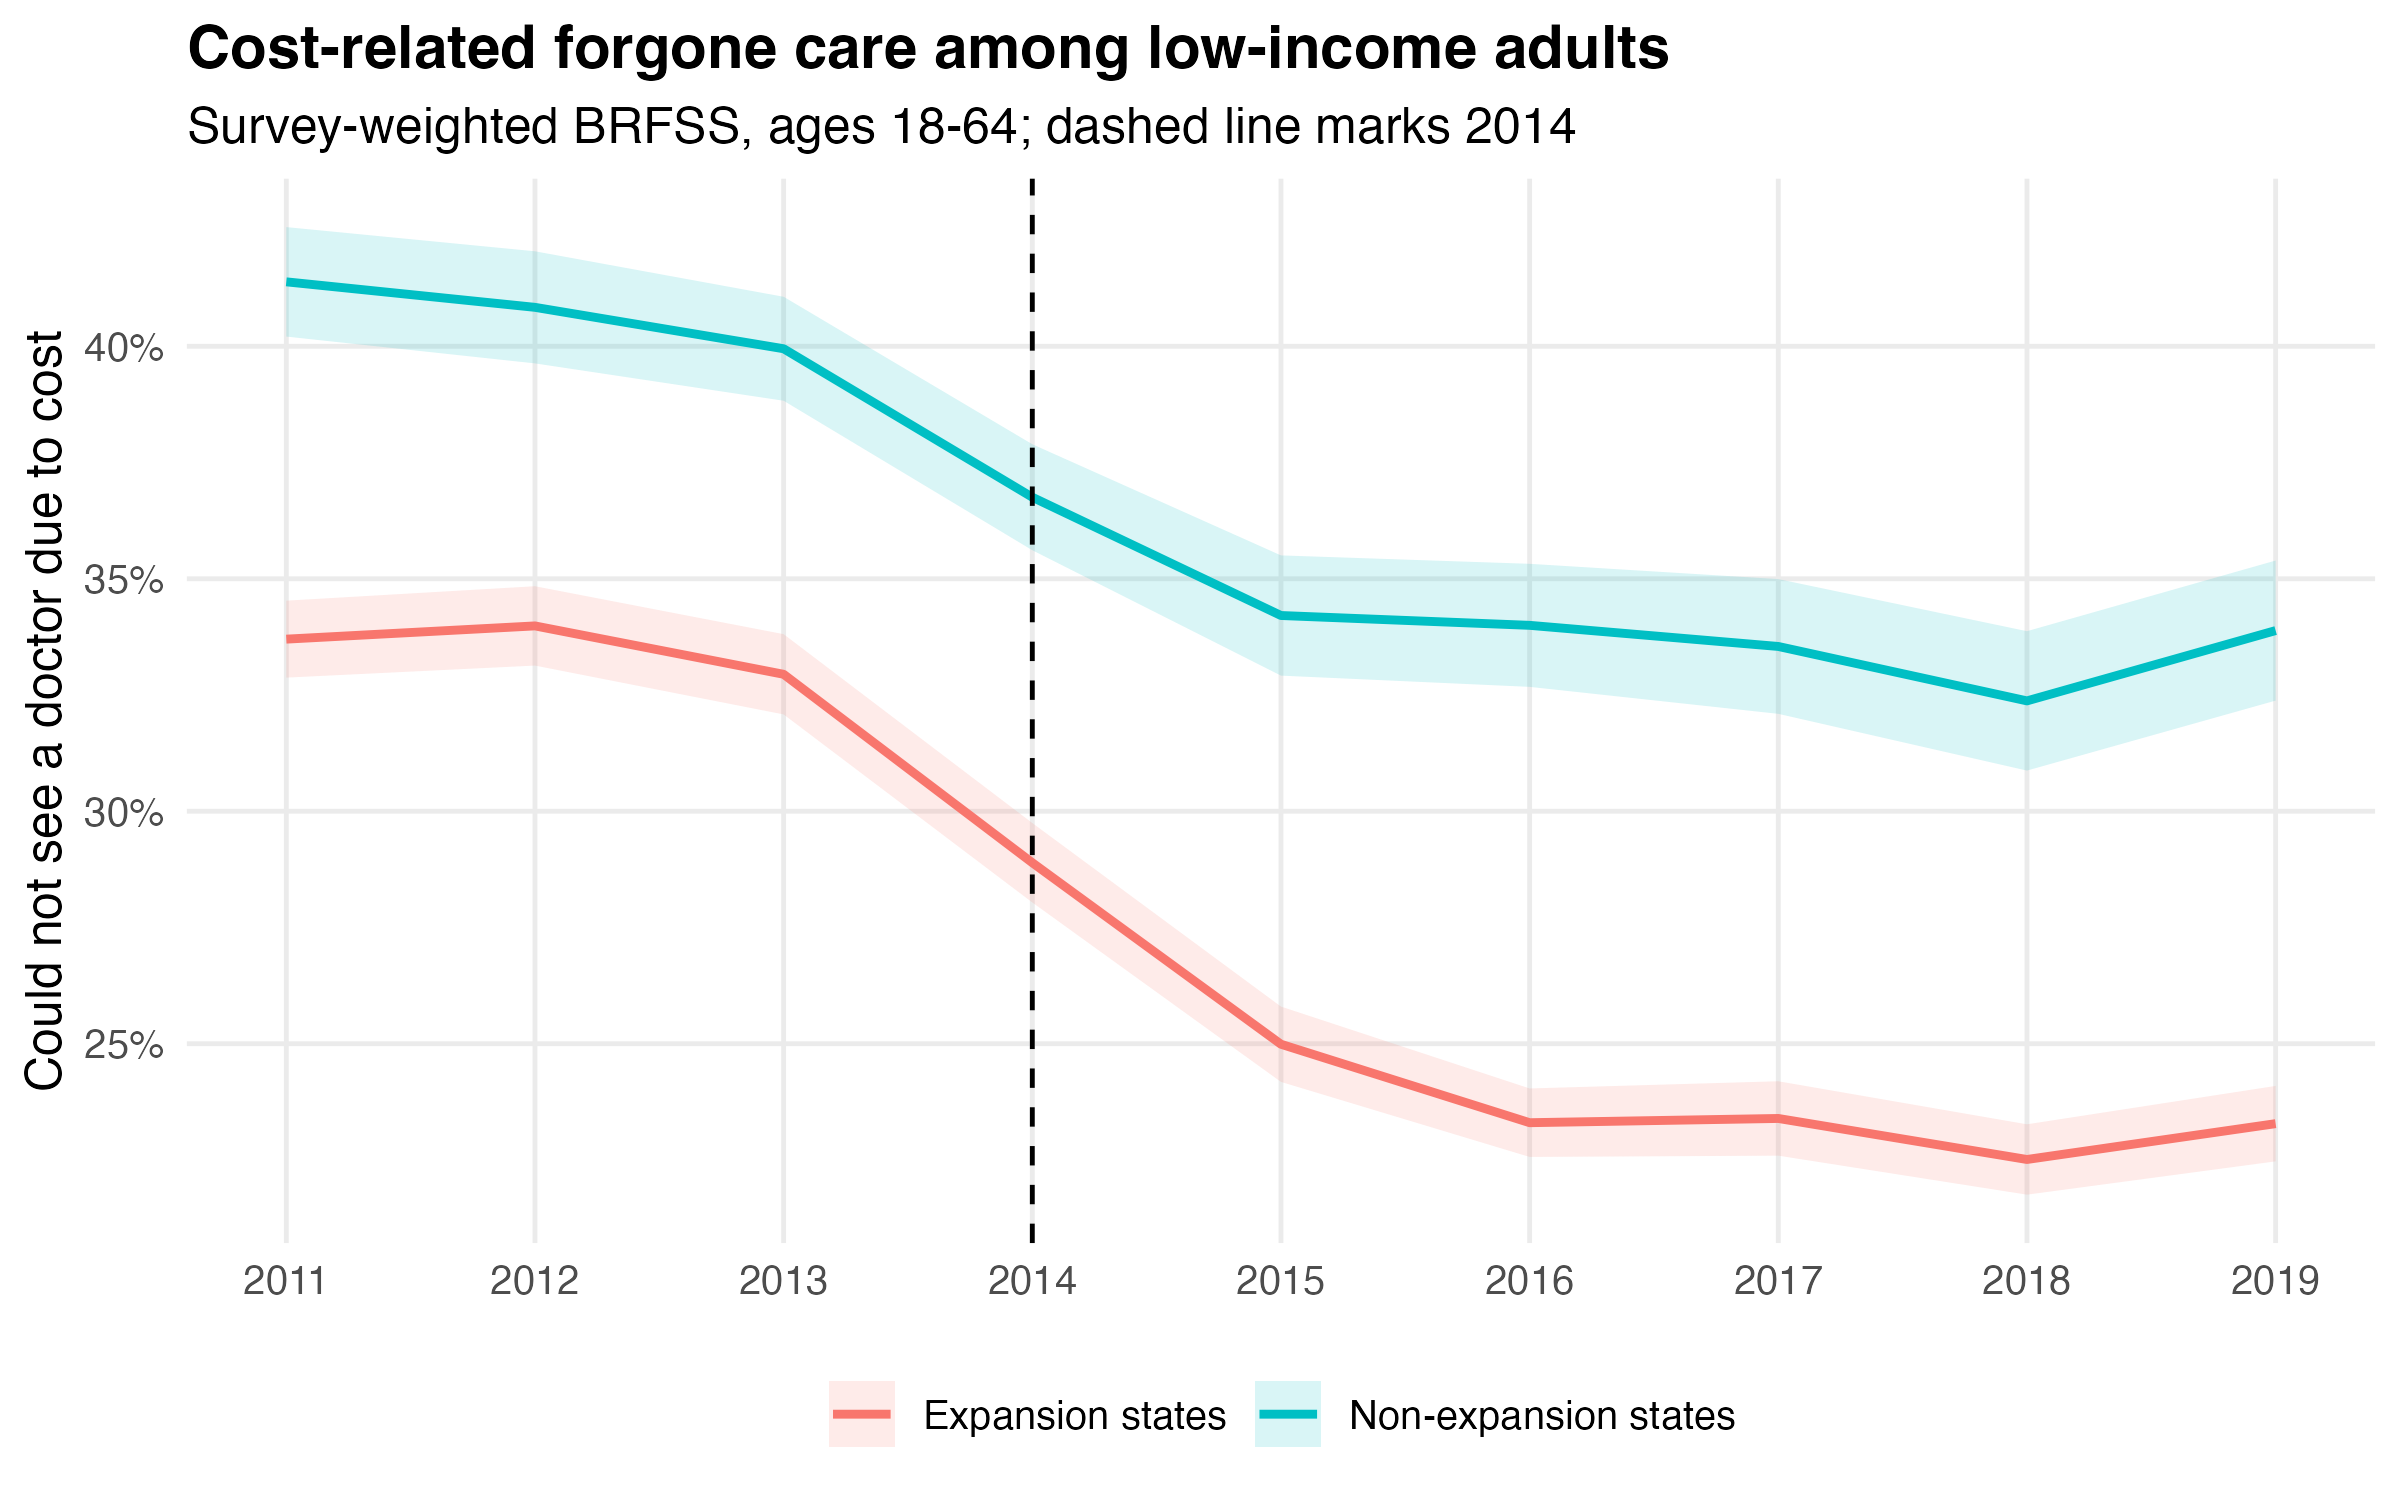 Cost-related forgone care among low-income adults
Survey-weighted BRFSS, ages 18-64; dashed line marks 2014
Could not see a doctor due to cost
40%
35%
30%
25%
2011 2012 2013 2014 2015 2016 2017 2018 2019
Expansion states Non-expansion states